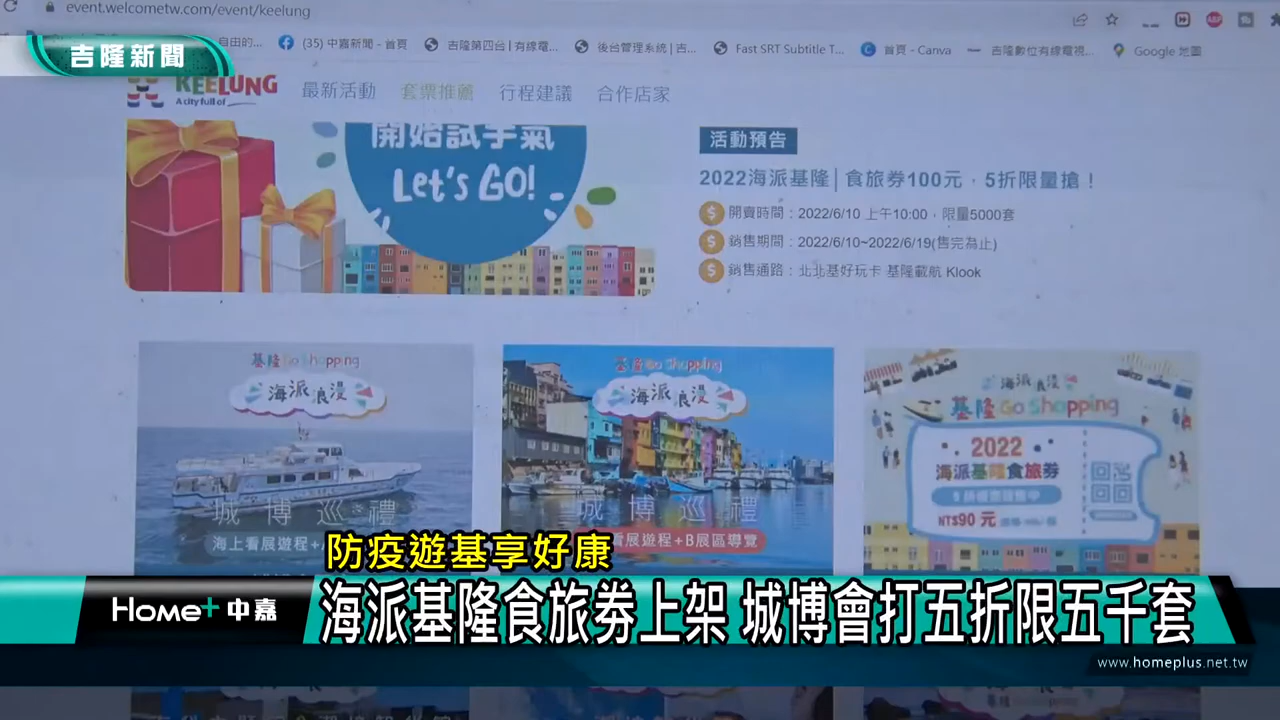 event.welcometw.com/event/keelung
自由的...
(35) 中嘉新聞 - 首頁
吉隆第四台 | 有線電...
後台管理系統 | 吉...
Fast SRT Subtitle T...
首頁 - Canva
吉隆數位有線電視...
Google 地圖
吉隆新聞
KEELUNG
A city full of
最新活動
套票推薦
行程建議
合作店家
開始試手氣
Let's GO!
活動預告
2022海派基隆│食旅券100元，5折限量搶！
開賣時間：2022/6/10 上午10:00，限量5000套
銷售期間：2022/6/10~2022/6/19(售完為止)
銷售通路：北北基好玩卡 基隆載航 Klook
基隆Go Shopping
海派浪漫
城博巡禮
海上看展遊程+
基隆Go Shopping
海派浪漫
城博巡禮
看展遊程+B展區導覽
海派浪漫
基隆Go Shopping
2022
海派基隆食旅券
NT$90 元
防疫遊基享好康
Home+ 中嘉
海派基隆食旅券上架 城博會打五折限五千套
www.homeplus.net.tw